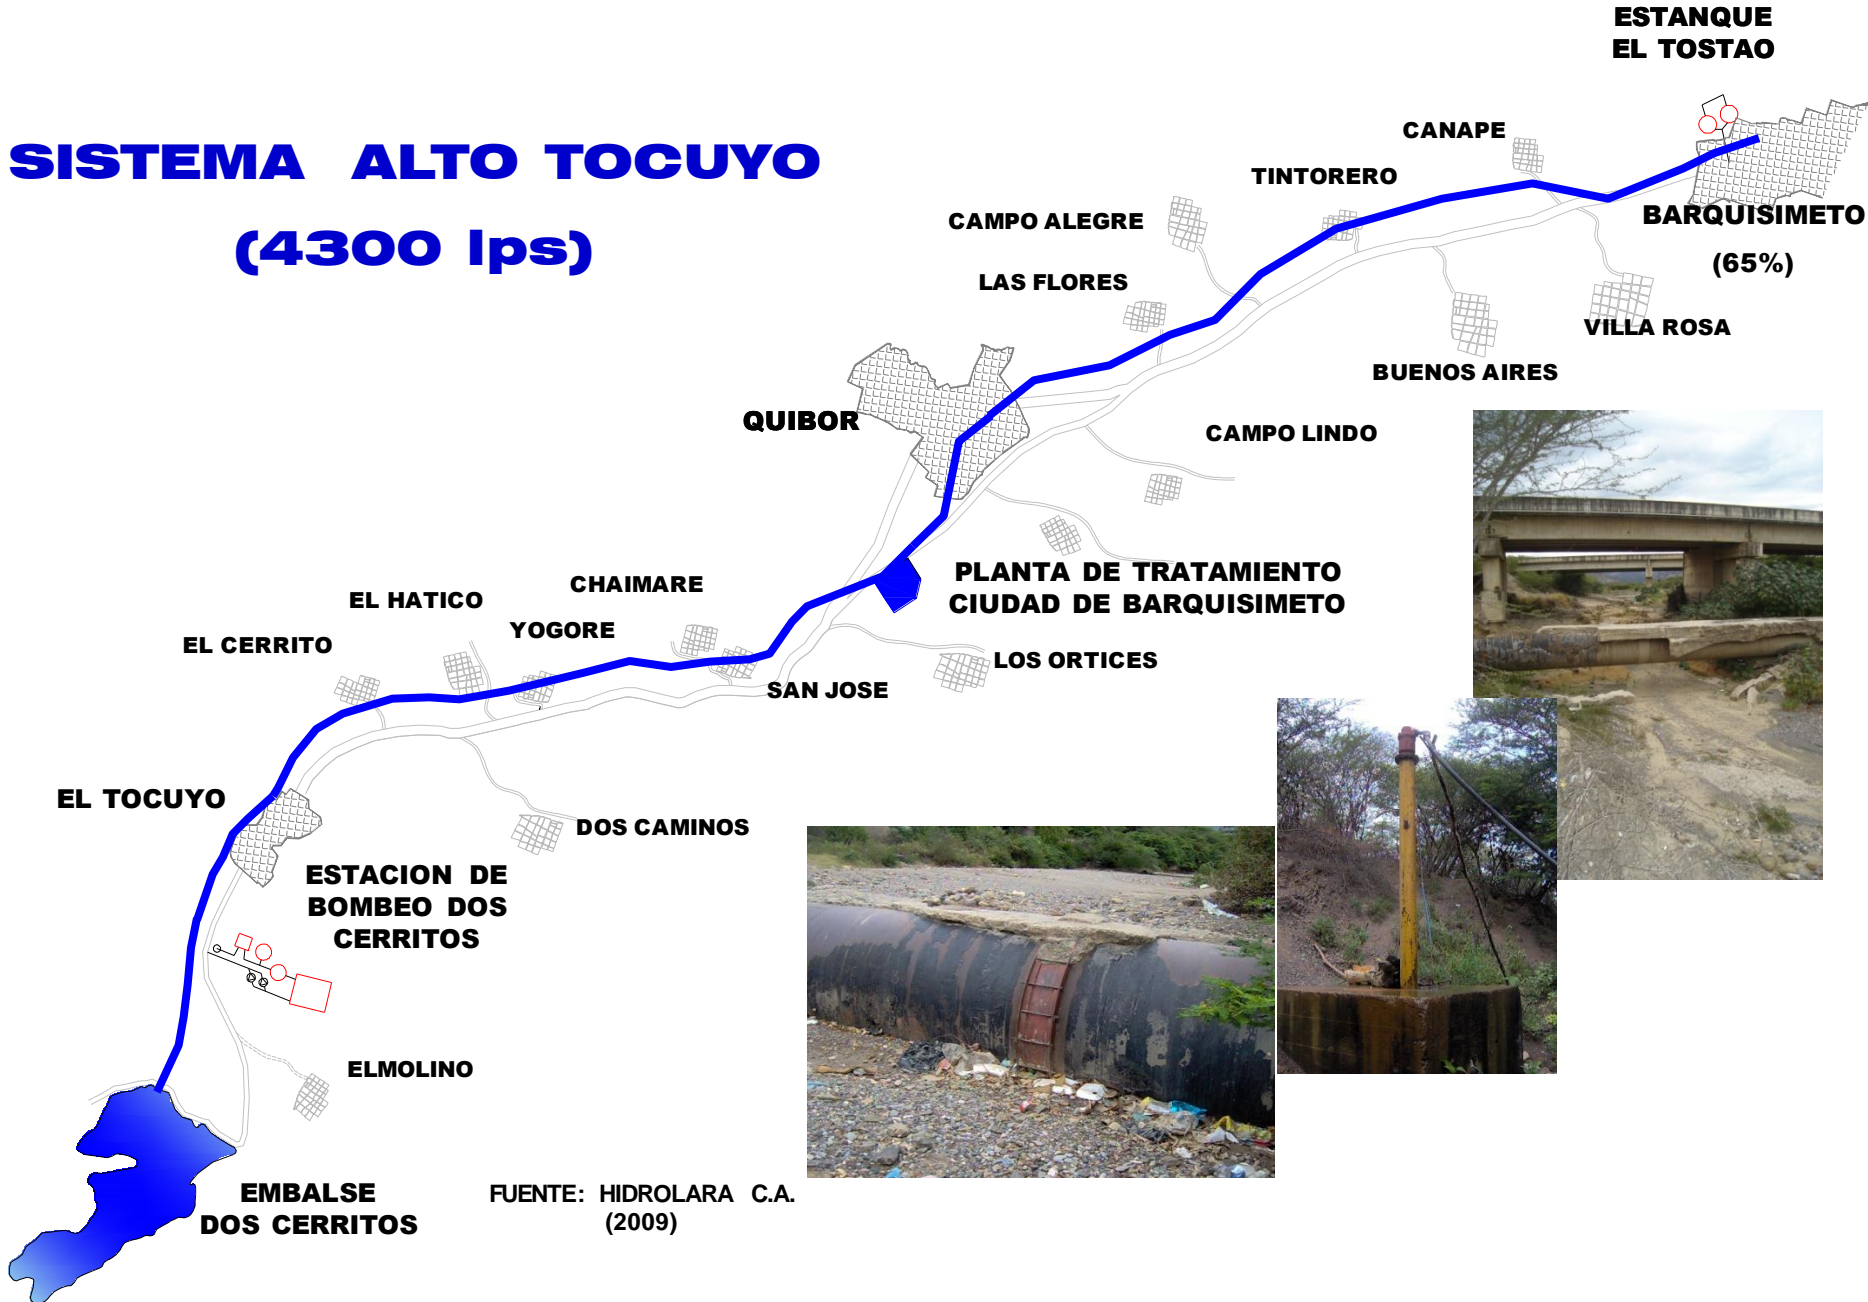 ESTANQUE
EL TOSTAO
SISTEMA ALTO TOCUYO
(4300 lps)
CANAPE
TINTORERO
CAMPO ALEGRE
BARQUISIMETO
(65%)
LAS FLORES
VILLA ROSA
BUENOS AIRES
QUIBOR
CAMPO LINDO
PLANTA DE TRATAMIENTO
CIUDAD DE BARQUISIMETO
CHAIMARE
EL HATICO
YOGORE
EL CERRITO
LOS ORTICES
SAN JOSE
EL TOCUYO
DOS CAMINOS
ESTACION DE
BOMBEO DOS
CERRITOS
ELMOLINO
EMBALSE
DOS CERRITOS
FUENTE: HIDROLARA C.A.
(2009)